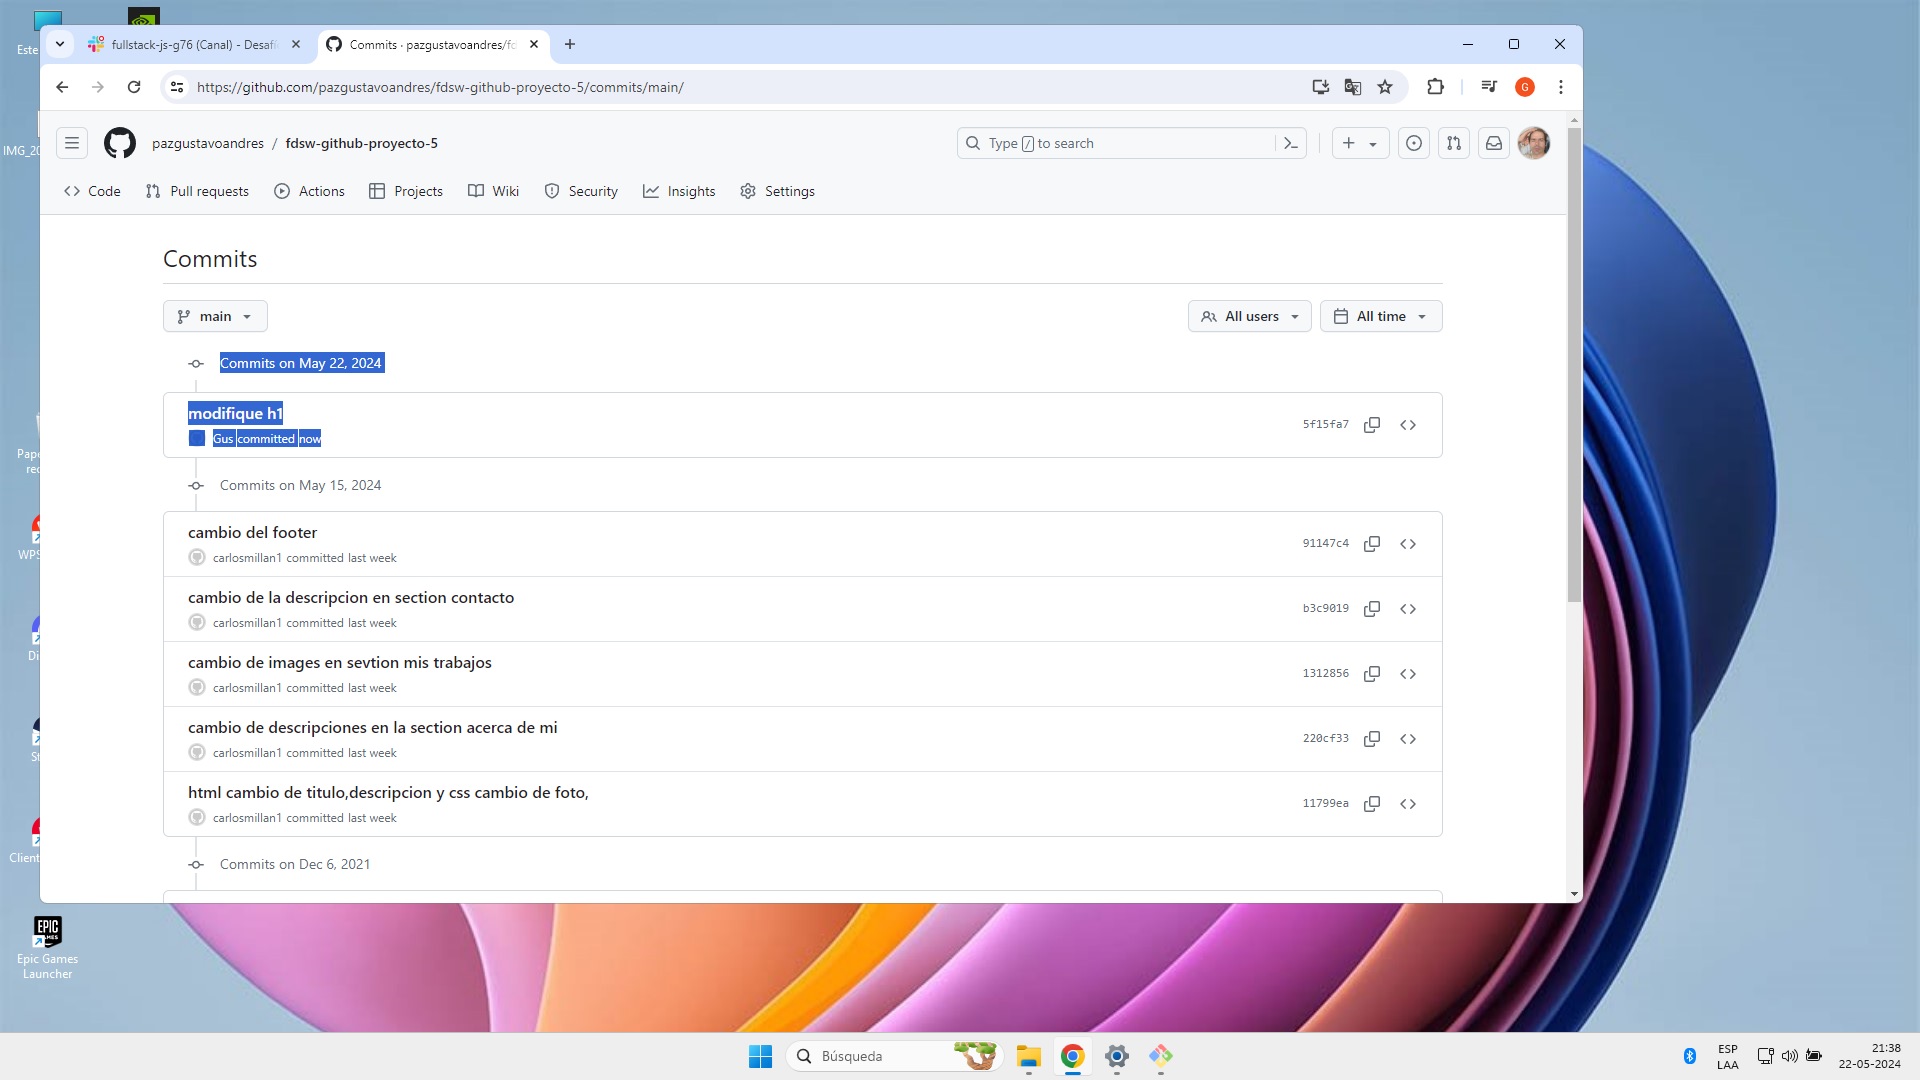 fullstack-js-g76 (Canal) - Desafí
Commits · pazgustavoandres/fd
https://github.com/pazgustavoandres/fdsw-github-proyecto-5/commits/main/
G
pazgustavoandres / fdsw-github-proyecto-5
Type / to search
Code
Pull requests
Actions
Projects
Wiki
Security
Insights
Settings
Commits
main
All users
All time
Commits on May 22, 2024
modifique h1
Gus committed now
5f15fa7
Commits on May 15, 2024
cambio del footer
carlosmillan1 committed last week
91147c4
cambio de la descripcion en section contacto
carlosmillan1 committed last week
b3c9019
cambio de images en sevtion mis trabajos
carlosmillan1 committed last week
1312856
cambio de descripciones en la section acerca de mi
carlosmillan1 committed last week
220cf33
html cambio de titulo,descripcion y css cambio de foto,
carlosmillan1 committed last week
11799ea
Commits on Dec 6, 2021
Este
IMG_20
Pape
rec
WPS
Di
St
Client
EPIC
GAMES
Epic Games
Launcher
Búsqueda
ESP
LAA
21:38
22-05-2024